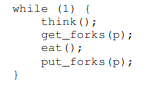 while (1) {
    think();
    get_forks(p);
    eat();
    put_forks(p);
}